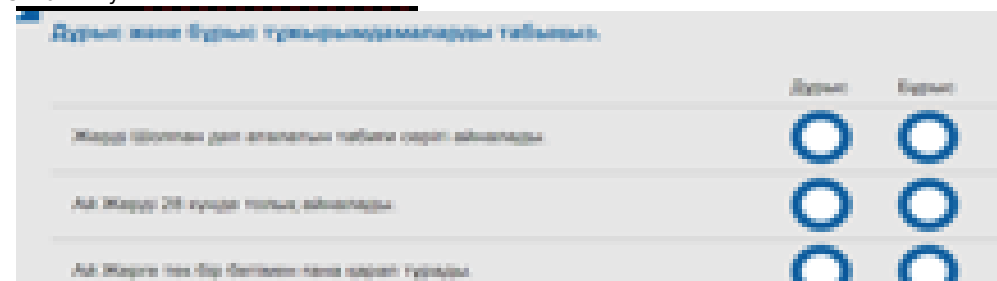 Дұрыс және бұрыс тұжырымдамаларды табыңыз.
Дұрыс Бұрыс
Жерді Шолпан деп аталатын табиғи серігі айналады.
Ай Жерді 28 күнде толық айналады.
Ай Жерге тек бір бетімен ғана қарап тұрады.